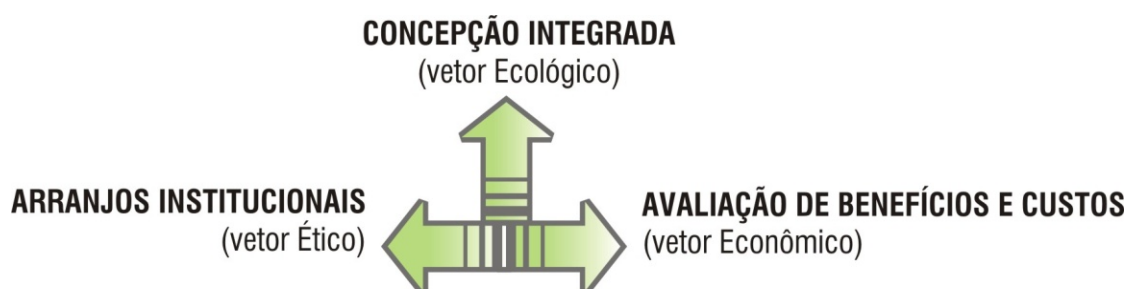 CONCEPÇÃO INTEGRADA
(vetor Ecológico)
ARRANJOS INSTITUCIONAIS
(vetor Ético)
AVALIAÇÃO DE BENEFÍCIOS E CUSTOS
(vetor Econômico)